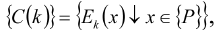 {C(k)} = {E_k(x) ↓ x ∈ {P}},